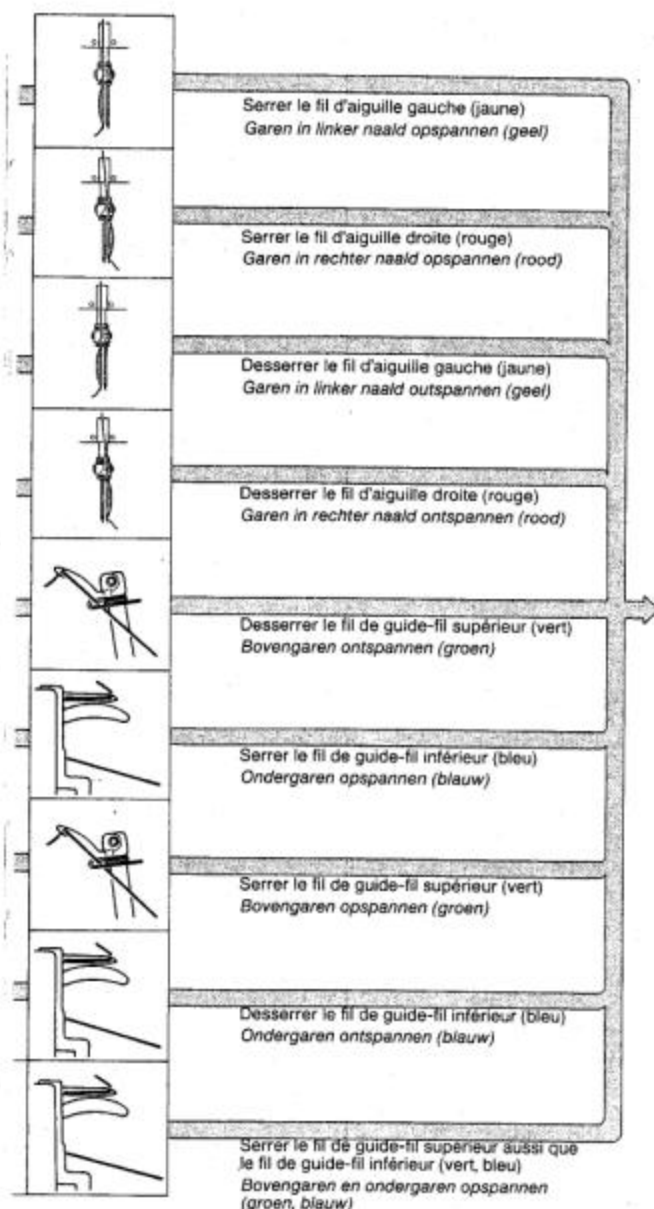 Serrer le fil d'aiguille gauche (jaune)
Garen in linker naald opspannen (geel)
Serrer le fil d'aiguille droite (rouge)
Garen in rechter naald opspannen (rood)
Desserrer le fil d'aiguille gauche (jaune)
Garen in linker naald outspannen (geel)
Desserrer le fil d'aiguille droite (rouge)
Garen in rechter naald ontspannen (rood)
Desserrer le fil de guide-fil supérieur (vert)
Bovengaren ontspannen (groen)
Serrer le fil de guide-fil inférieur (bleu)
Ondergaren opspannen (blauw)
Serrer le fil de guide-fil supérieur (vert)
Bovengaren opspannen (groen)
Desserrer le fil de guide-fil inférieur (bleu)
Ondergaren ontspannen (blauw)
Serrer le fil de guide-fil supérieur aussi que
le fil de guide-fil inférieur (vert, bleu)
Bovengaren en ondergaren opspannen
(groen, blauw)